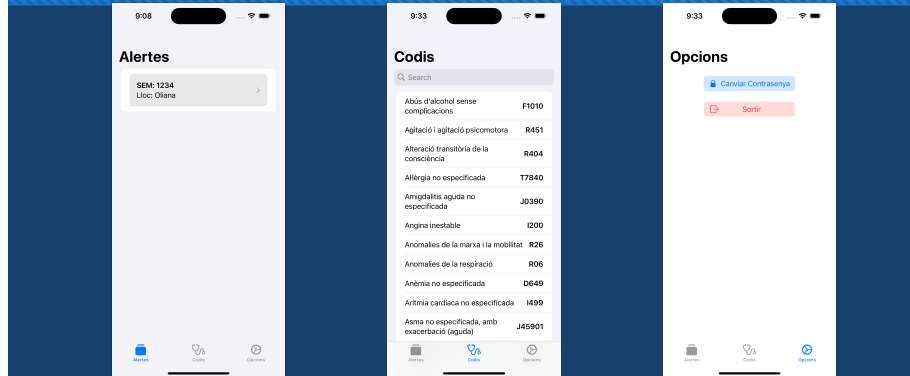 9:08
Alertes
SEM: 1234
Lloc: Oliana
Alertes
Codis
Opcions
9:33
Codis
Search
Abús d'alcohol sense
complicacions
F1010
Agitació i agitació psicomotora
R451
Alteració transitòria de la
consciència
R404
Al·lèrgia no especificada
T7840
Amigdalitis aguda no
especificada
J0390
Angina inestable
I200
Anomalies de la marxa i la mobilitat
R26
Anomalies de la respiració
R06
Anèmia no especificada
D649
Arítmia cardíaca no especificada
I499
Asma no especificada, amb
exacerbació (aguda)
J45901
Alertes
Codis
Opcions
9:33
Opcions
Canviar Contrasenya
Sortir
Alertes
Codis
Opcions